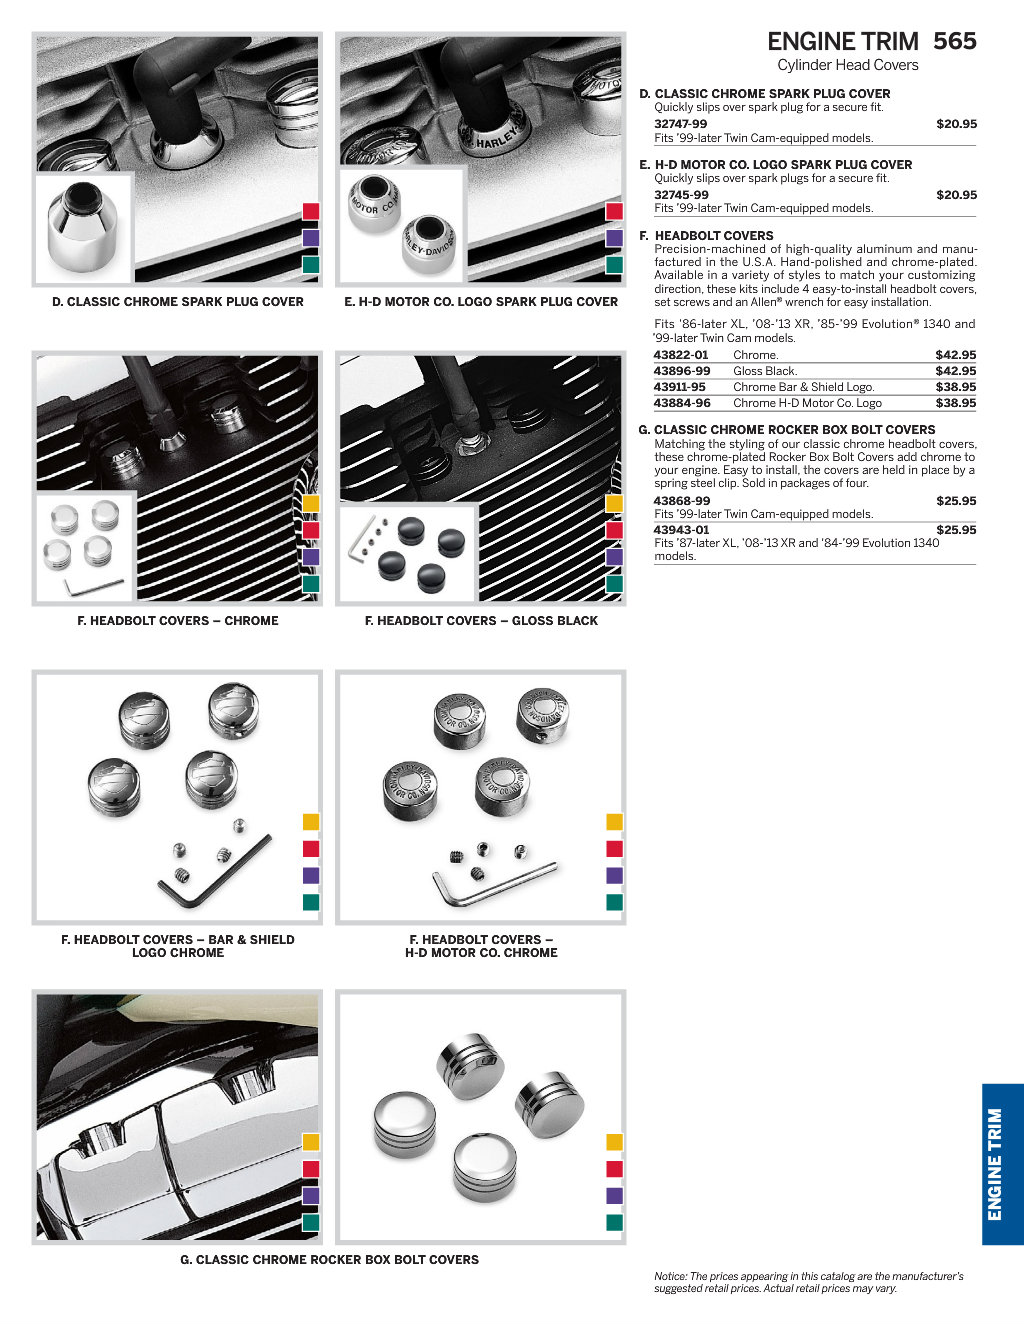 ENGINE TRIM 565
Cylinder Head Covers
D. CLASSIC CHROME SPARK PLUG COVER
Quickly slips over spark plug for a secure fit.
32747-99 $20.95
Fits ’99-later Twin Cam-equipped models.
E. H-D MOTOR CO. LOGO SPARK PLUG COVER
Quickly slips over spark plugs for a secure fit.
32745-99 $20.95
Fits ’99-later Twin Cam-equipped models.
F. HEADBOLT COVERS
Precision-machined of high-quality aluminum and manu-
factured in the U.S.A. Hand-polished and chrome-plated.
Available in a variety of styles to match your customizing
direction, these kits include 4 easy-to-install headbolt covers,
set screws and an Allen® wrench for easy installation.
Fits ’86-later XL, ’08-’13 XR, ’85-’99 Evolution® 1340 and
’99-later Twin Cam models.
43822-01 Chrome. $42.95
43896-99 Gloss Black. $42.95
43911-95 Chrome Bar & Shield Logo. $38.95
43884-96 Chrome H-D Motor Co. Logo $38.95
G. CLASSIC CHROME ROCKER BOX BOLT COVERS
Matching the styling of our classic chrome headbolt covers,
these chrome-plated Rocker Box Bolt Covers add chrome to
your engine. Easy to install, the covers are held in place by a
spring steel clip. Sold in packages of four.
43868-99 $25.95
Fits ’99-later Twin Cam-equipped models.
43943-01 $25.95
Fits ’87-later XL, ’08-’13 XR and ’84-’99 Evolution 1340
models.
HARLEY
MOTOR CO
HARLEY-DAVIDSON
D. CLASSIC CHROME SPARK PLUG COVER
E. H-D MOTOR CO. LOGO SPARK PLUG COVER
F. HEADBOLT COVERS – CHROME
F. HEADBOLT COVERS – GLOSS BLACK
F. HEADBOLT COVERS – BAR & SHIELD
LOGO CHROME
F. HEADBOLT COVERS –
H-D MOTOR CO. CHROME
G. CLASSIC CHROME ROCKER BOX BOLT COVERS
ENGINE TRIM
Notice: The prices appearing in this catalog are the manufacturer’s
suggested retail prices. Actual retail prices may vary.